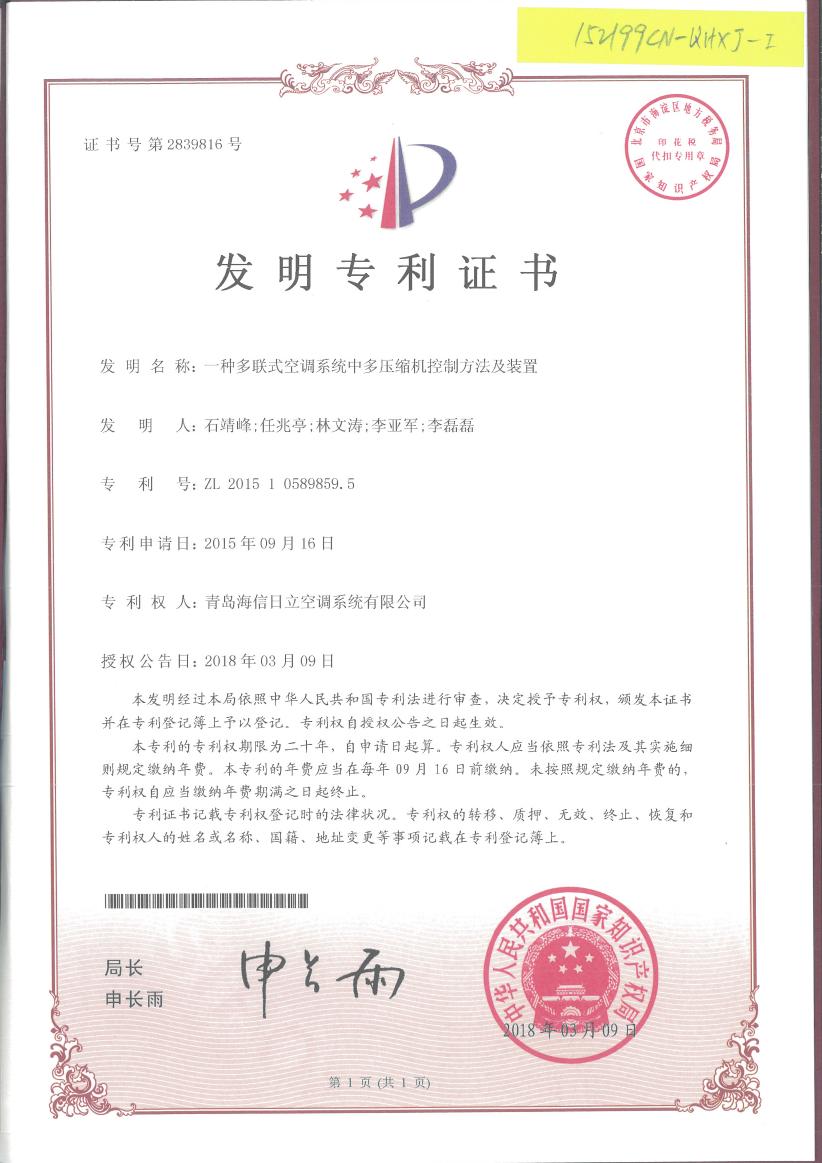 152199CN-QHXJ-I
证书号第2839816号
北京市海淀区地方税务局
印花税
代扣专用章
国家知识产权局
发明专利证书
发明名称：一种多联式空调系统中多压缩机控制方法及装置
发明人：石靖峰;任兆亭;林文涛;李亚军;李磊磊
专利号：ZL 2015 1 0589859.5
专利申请日：2015年09月16日
专利权人：青岛海信日立空调系统有限公司
授权公告日：2018年03月09日
本发明经过本局依照中华人民共和国专利法进行审查，决定授予专利权，颁发本证书
并在专利登记簿上予以登记。专利权自授权公告之日起生效。
本专利的专利权期限为二十年，自申请日起算。专利权人应当依照专利法及其实施细
则规定缴纳年费。本专利的年费应当在每年09月16日前缴纳。未按照规定缴纳年费的，
专利权自应当缴纳年费期满之日起终止。
专利证书记载专利权登记时的法律状况。专利权的转移、质押、无效、终止、恢复和
专利权人的姓名或名称、国籍、地址变更等事项记载在专利登记簿上。
局长
申长雨
申长雨
中华人民共和国国家知识产权局
2018年03月09日
第1页(共1页)